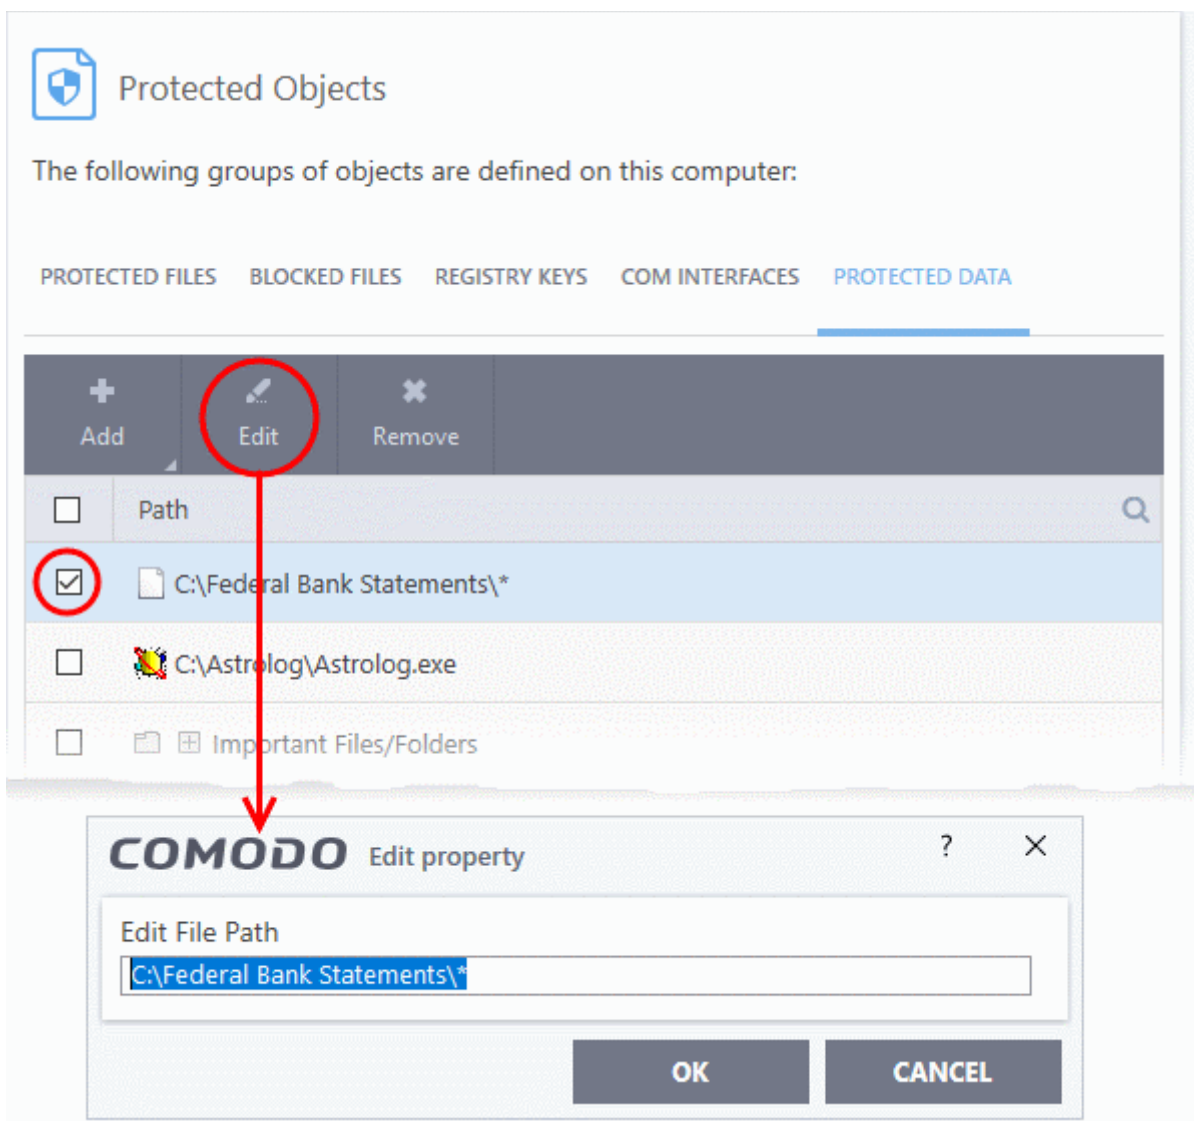 Protected Objects
The following groups of objects are defined on this computer:
PROTECTED FILES BLOCKED FILES REGISTRY KEYS COM INTERFACES PROTECTED DATA
Add Edit Remove
Path
C:\Federal Bank Statements\*
C:\Astrolog\Astrolog.exe
Important Files/Folders
COMODO Edit property ?
Edit File Path
C:\Federal Bank Statements\*
OK CANCEL